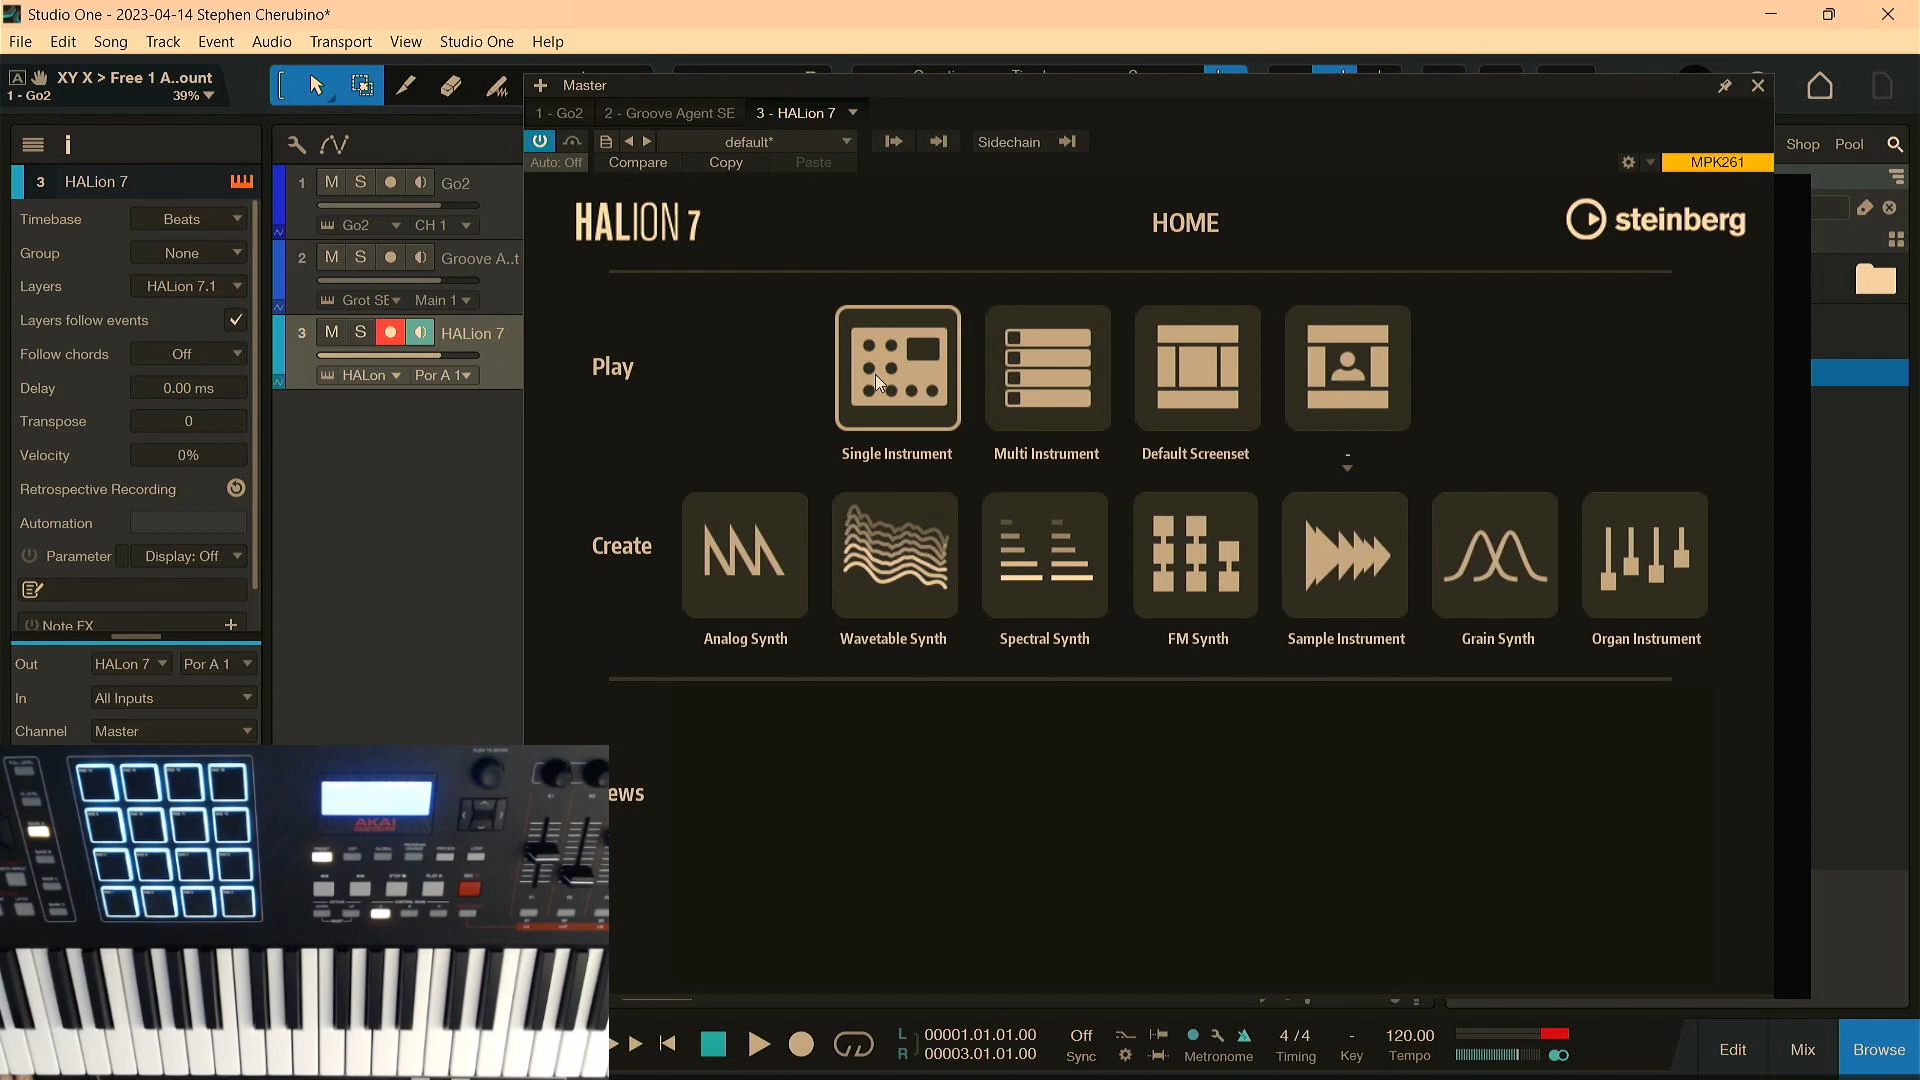 Studio One - 2023-04-14 Stephen Cherubino*
File Edit Song Track Event Audio Transport View Studio One Help
A XY X > Free 1 A..ount
1 - Go2 39%
Master
1 - Go2 2 - Groove Agent SE 3 - HALion 7
default* Sidechain
Auto: Off Compare Copy Paste MPK261
Shop Pool
3 HALion 7
Timebase Beats
Group None
Layers HALion 7.1
Layers follow events
Follow chords Off
Delay 0.00 ms
Transpose 0
Velocity 0%
Retrospective Recording
Automation
Parameter Display: Off
Note FX
Out HALon 7 Por A 1
In All Inputs
Channel Master
1 M S Go2
Go2 CH 1
2 M S Groove A..t
Grot SE Main 1
3 M S HALion 7
HALon Por A 1
HALION 7
HOME
steinberg
Play
Single Instrument Multi Instrument Default Screenset -
Create
Analog Synth Wavetable Synth Spectral Synth FM Synth Sample Instrument Grain Synth Organ Instrument
ews
AKAI
L 00001.01.01.00
R 00003.01.01.00
Off
Sync
Metronome
4 / 4
Timing
-
Key
120.00
Tempo
Edit Mix Browse